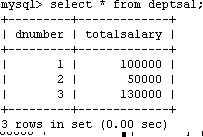 mysql> select * from deptsal;
+---------+-------------+
| dnumber | totalsalary |
+---------+-------------+
| 1 | 100000 |
| 2 | 50000 |
| 3 | 130000 |
+---------+-------------+
3 rows in set (0.00 sec)